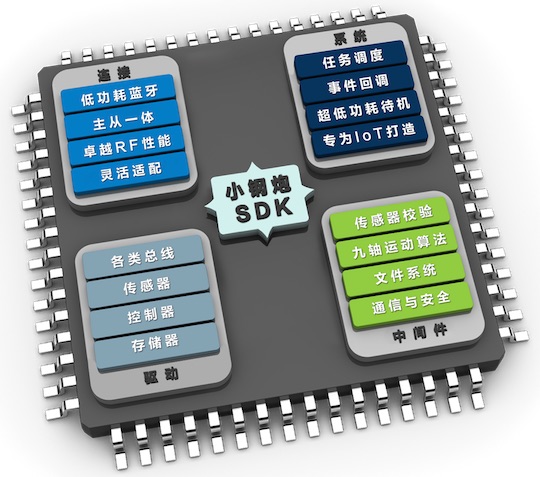 连接
低功耗蓝牙
主从一体
卓越RF性能
灵活适配
系统
任务调度
事件回调
超低功耗待机
专为IoT打造
小钢炮
SDK
各类总线
传感器
控制器
存储器
驱动
传感器校验
九轴运动算法
文件系统
通信与安全
中间件